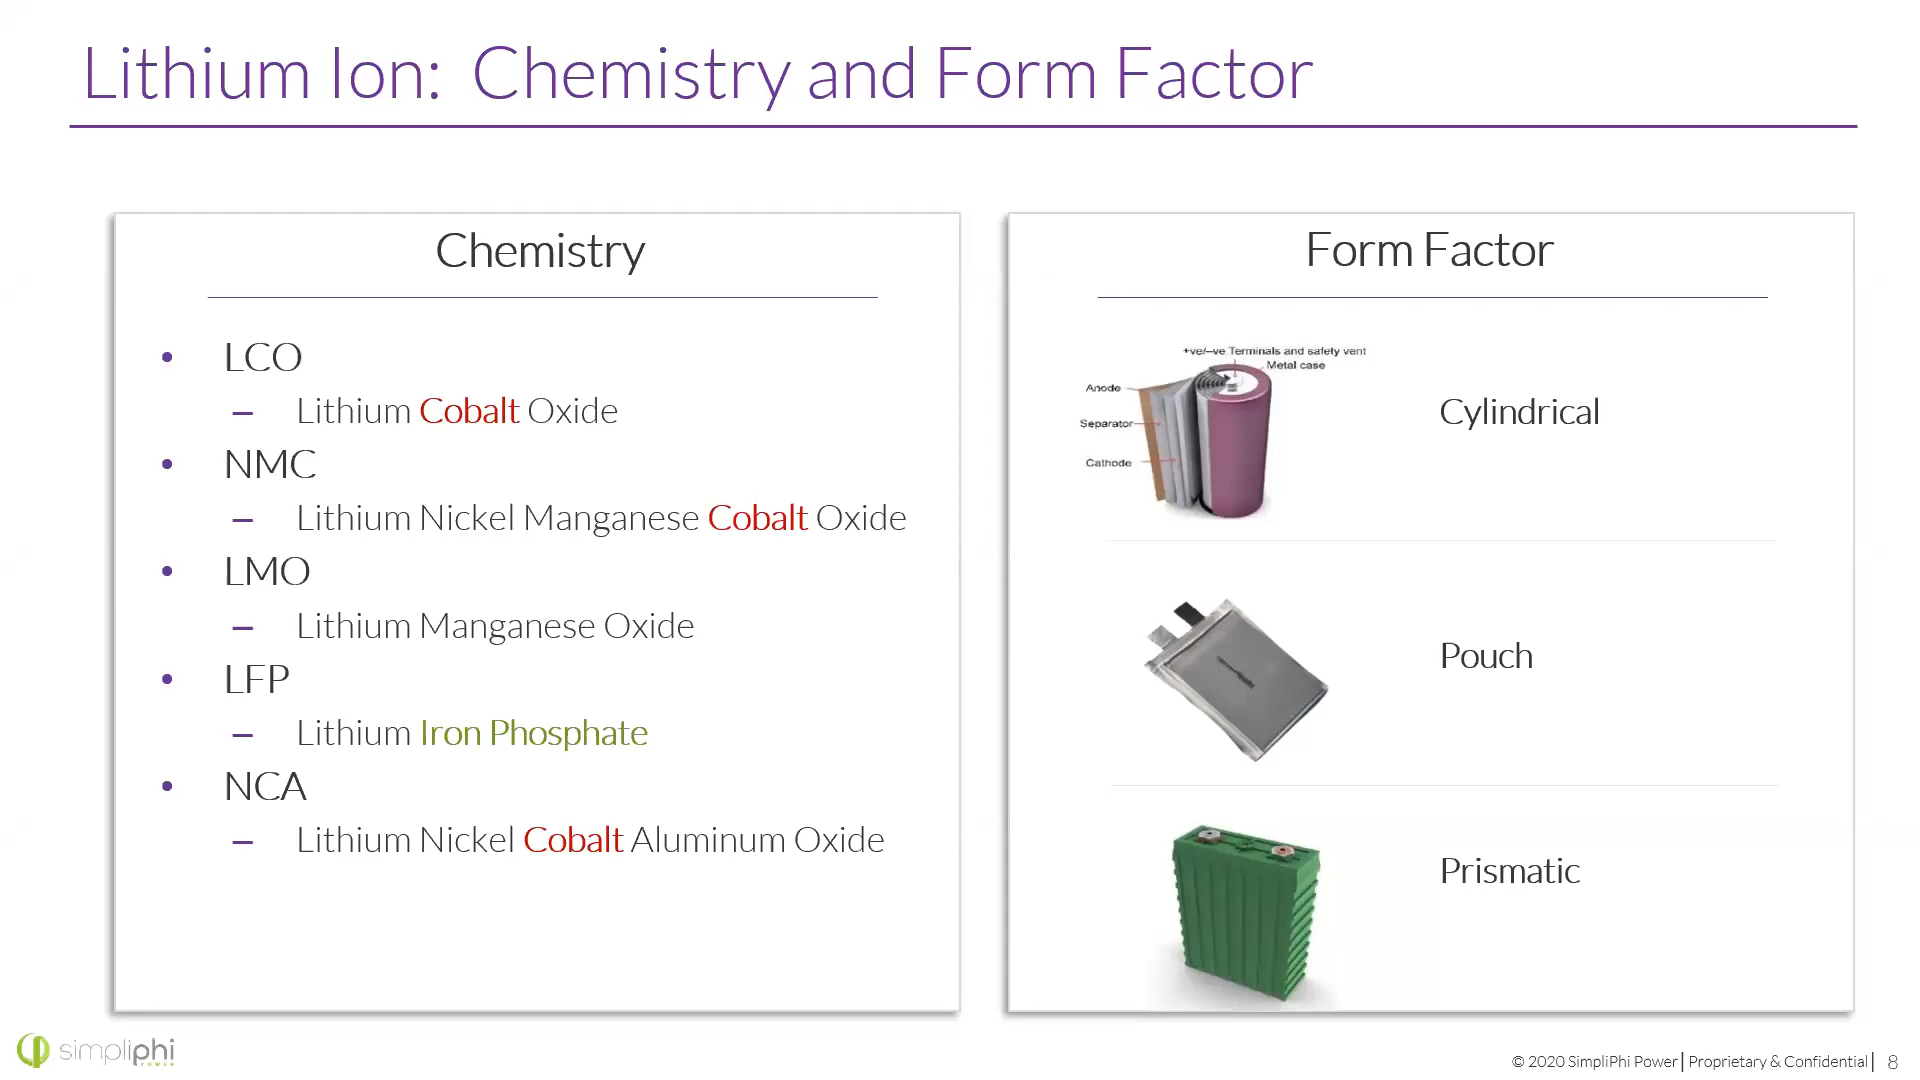 Lithium Ion: Chemistry and Form Factor
Chemistry
• LCO
– Lithium Cobalt Oxide
• NMC
– Lithium Nickel Manganese Cobalt Oxide
• LMO
– Lithium Manganese Oxide
• LFP
– Lithium Iron Phosphate
• NCA
– Lithium Nickel Cobalt Aluminum Oxide
Form Factor
+ve/–ve Terminals and safety vent
Metal case
Anode
Separator
Cathode
Cylindrical
Pouch
Prismatic
simpliphi
POWER
© 2020 SimpliPhi Power| Proprietary & Confidential| 8